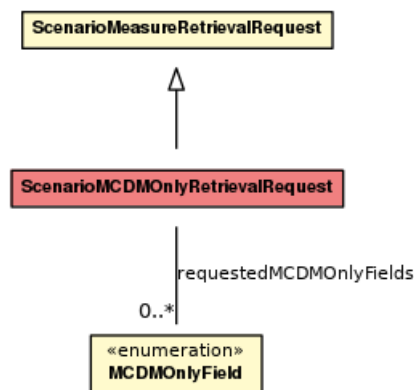 ScenarioMeasureRetrievalRequest
ScenarioMCDMOnlyRetrievalRequest
requestedMCDMOnlyFields
0..*
«enumeration»
MCDMOnlyField